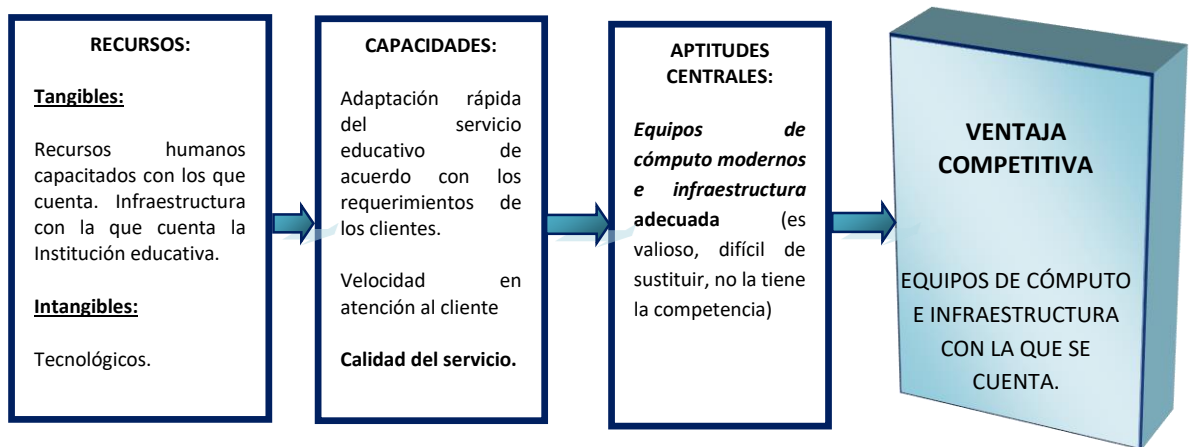 RECURSOS:
Tangibles:
Recursos humanos
capacitados con los que
cuenta. Infraestructura
con la que cuenta la
Institución educativa.
Intangibles:
Tecnológicos.
CAPACIDADES:
Adaptación rápida
del servicio
educativo de
acuerdo con los
requerimientos de
los clientes.
Velocidad en
atención al cliente
Calidad del servicio.
APTITUDES
CENTRALES:
Equipos de
cómputo modernos
e infraestructura
adecuada (es
valioso, difícil de
sustituir, no la tiene
la competencia)
VENTAJA
COMPETITIVA
EQUIPOS DE CÓMPUTO
E INFRAESTRUCTURA
CON LA QUE SE
CUENTA.